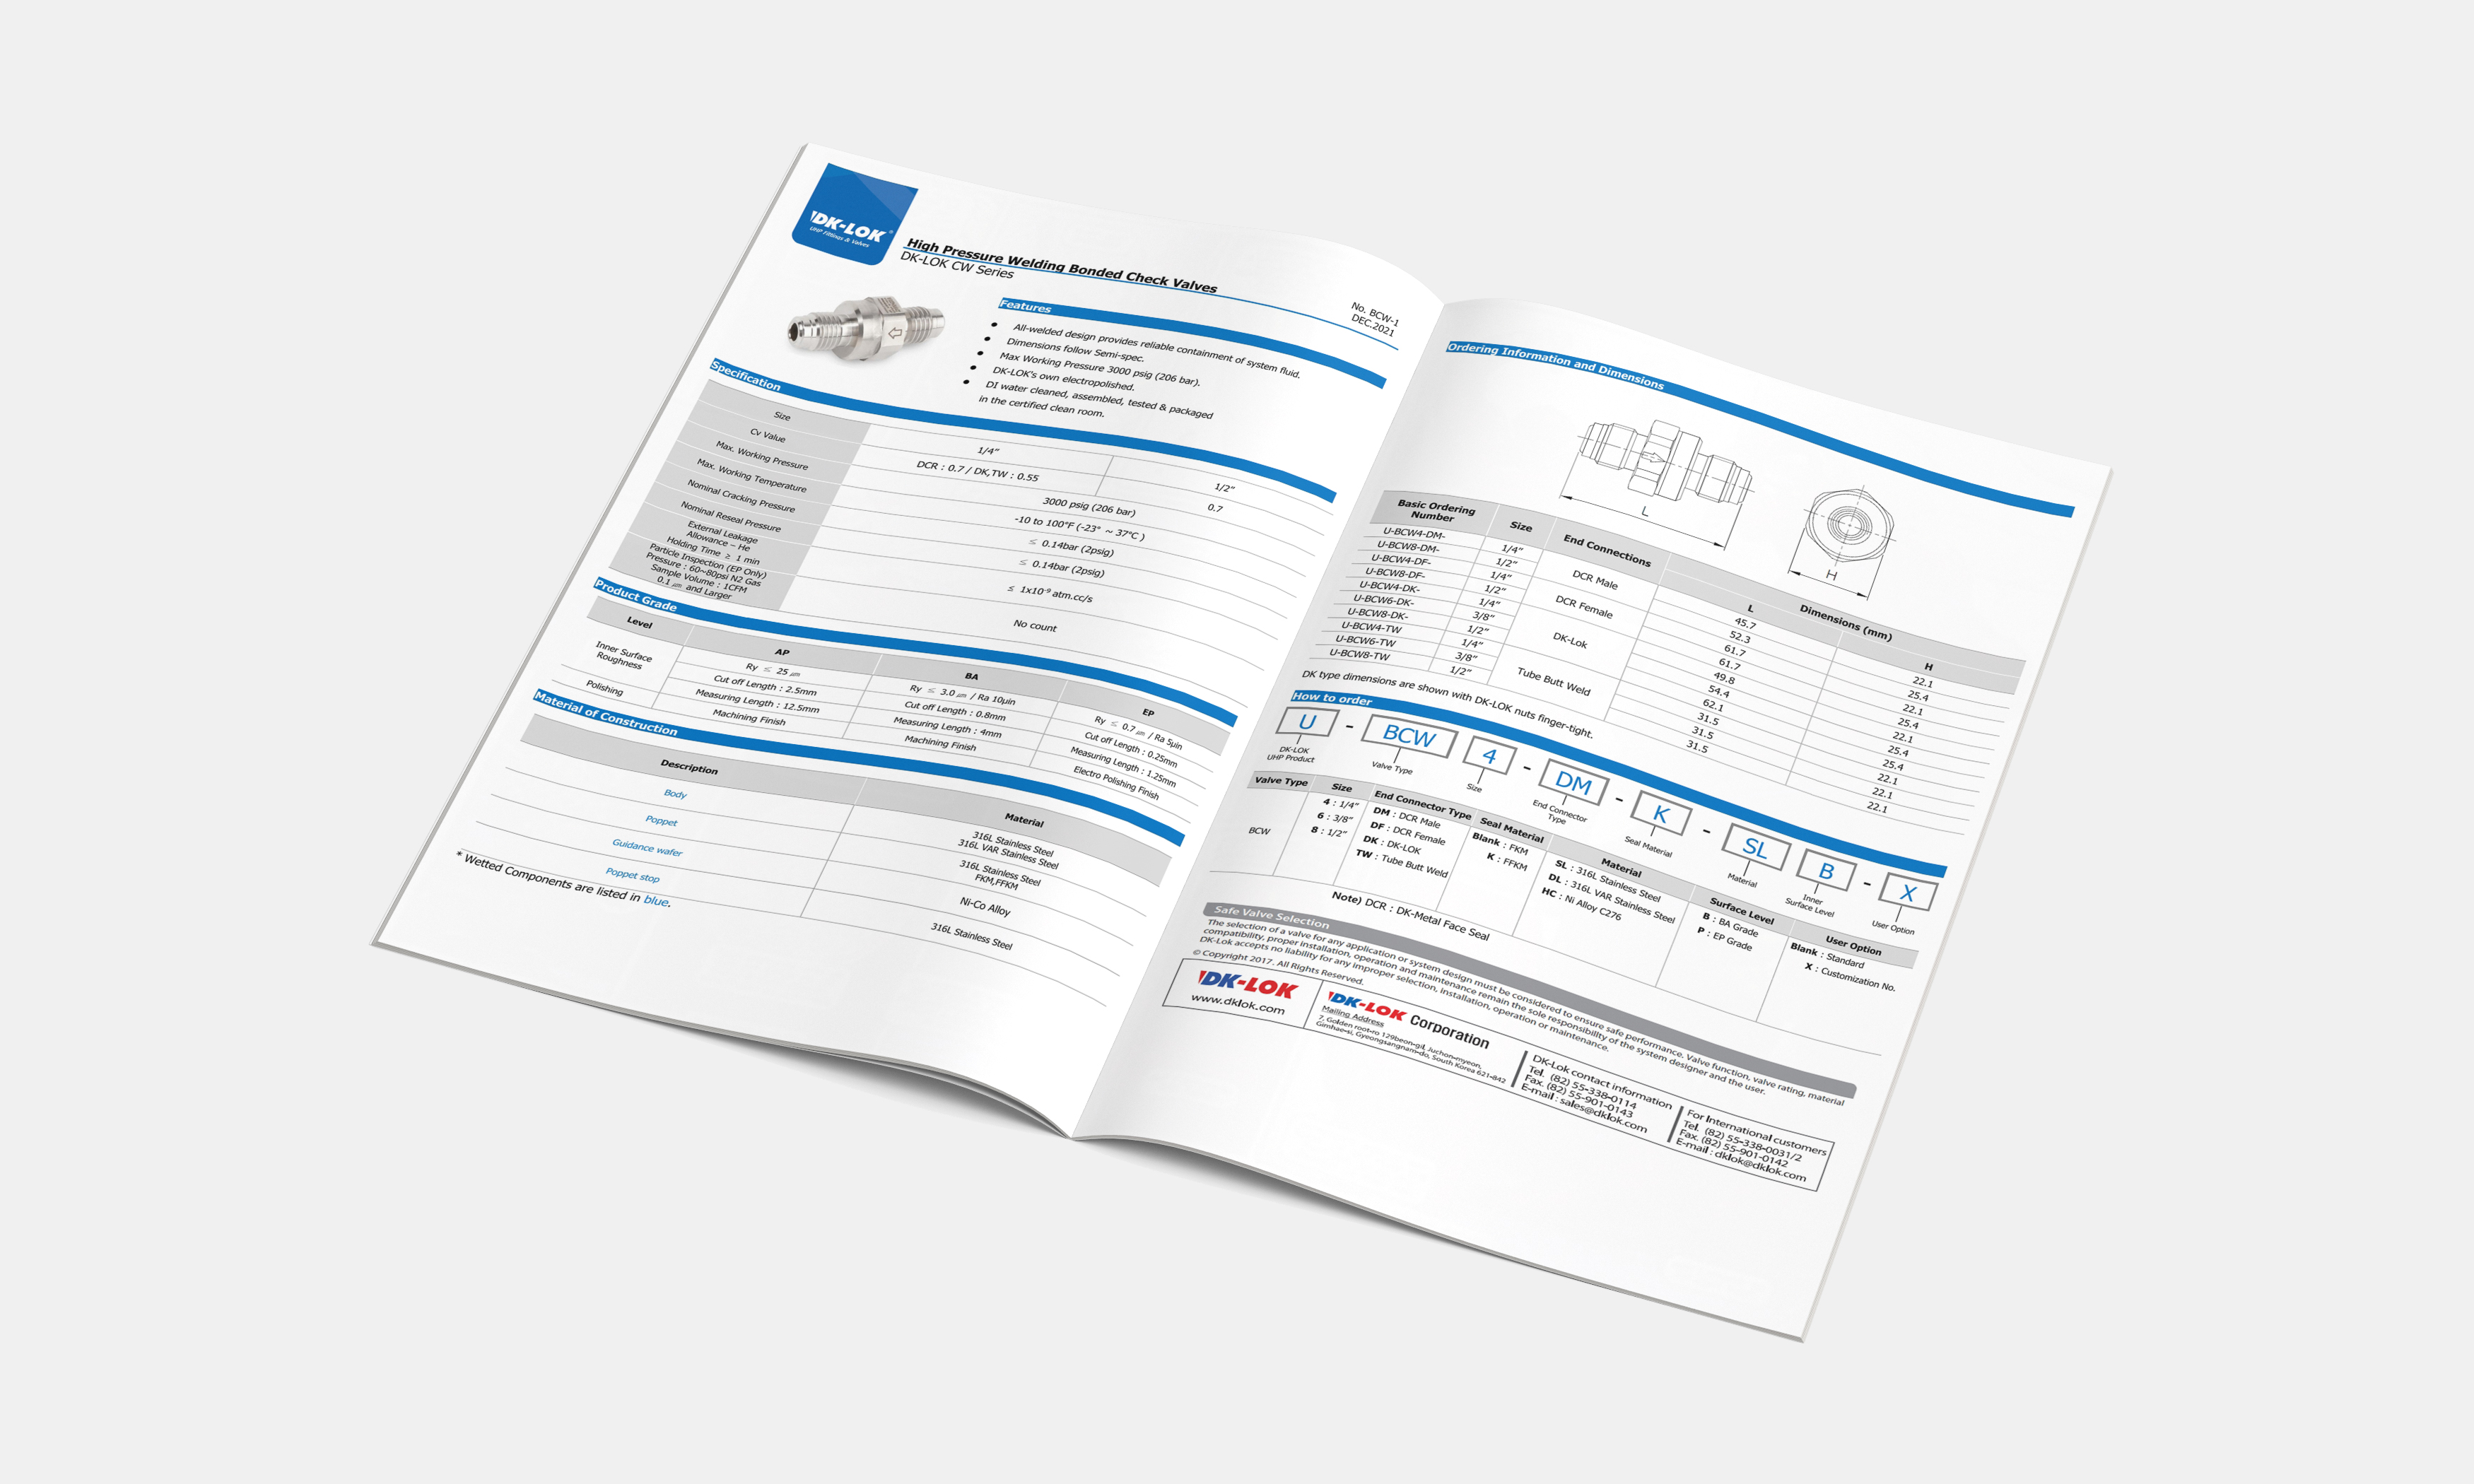 DK-LOK®
UHP Fittings & Valves
High Pressure Welding Bonded Check Valves
DK-LOK CW Series
No. BCW-1
DEC.2021
Features
● All-welded design provides reliable containment of system fluid.
● Dimensions follow Semi-spec.
● Max Working Pressure 3000 psig (206 bar).
● DK-LOK's own electropolished.
● DI water cleaned, assembled, tested & packaged
in the certified clean room.
Specification
Size 1/4" 1/2"
Cv Value DCR : 0.7 / DK,TW : 0.55 0.7
Max. Working Pressure 3000 psig (206 bar)
Max. Working Temperature -10 to 100°F (-23° ~ 37°C )
Nominal Cracking Pressure ≤ 0.14bar (2psig)
Nominal Reseal Pressure ≤ 0.14bar (2psig)
External Leakage
Allowance – He
Holding Time ≥ 1 min
≤ 1x10⁻⁹ atm.cc/s
Particle Inspection (EP Only)
Pressure : 60~80psi N2 Gas
Sample Volume : 1CFM
0.1 ㎛ and Larger
No count
Product Grade
Level AP BA EP
Inner Surface
Roughness
Ry ≤ 25 ㎛ Ry ≤ 3.0 ㎛ / Ra 10μin Ry ≤ 0.7 ㎛ / Ra 5μin
Cut off Length : 2.5mm Cut off Length : 0.8mm Cut off Length : 0.25mm
Measuring Length : 12.5mm Measuring Length : 4mm Measuring Length : 1.25mm
Polishing Machining Finish Machining Finish Electro Polishing Finish
Material of Construction
Description Material
Body 316L Stainless Steel
316L VAR Stainless Steel
Poppet 316L Stainless Steel
FKM,FFKM
Guidance wafer Ni-Co Alloy
Poppet stop 316L Stainless Steel
* Wetted Components are listed in blue.
Ordering Information and Dimensions
L
H
Basic Ordering
Number
Size End Connections Dimensions (mm)
L H
U-BCW4-DM- 1/4" DCR Male 45.7 22.1
U-BCW8-DM- 1/2" 52.3 25.4
U-BCW4-DF- 1/4" DCR Female 61.7 22.1
U-BCW8-DF- 1/2" 61.7 25.4
U-BCW4-DK- 1/4" DK-Lok 49.8 22.1
U-BCW6-DK- 3/8" 54.4 25.4
U-BCW8-DK- 1/2" 62.1 25.4
U-BCW4-TW 1/4" Tube Butt Weld 31.5 22.1
U-BCW6-TW 3/8" 31.5 22.1
U-BCW8-TW 1/2" 31.5 22.1
DK type dimensions are shown with DK-LOK nuts finger-tight.
How to order
U - BCW 4 - DM - K - SL B - X
DK-LOK
UHP Product
Valve Type
Size
End Connector
Type
Seal Material
Material
Inner
Surface Level
User Option
Valve Type Size End Connector Type Seal Material Material Surface Level User Option
BCW
4 : 1/4"
6 : 3/8"
8 : 1/2"
DM : DCR Male
DF : DCR Female
DK : DK-LOK
TW : Tube Butt Weld
Blank : FKM
K : FFKM
SL : 316L Stainless Steel
DL : 316L VAR Stainless Steel
HC : Ni Alloy C276
B : BA Grade
P : EP Grade
Blank : Standard
X : Customization No.
Note) DCR : DK-Metal Face Seal
Safe Valve Selection
The selection of a valve for any application or system design must be considered to ensure safe performance. Valve function, valve rating, material
compatibility, proper installation, operation and maintenance remain the sole responsibility of the system designer and the user.
DK-Lok accepts no liability for any improper selection, installation, operation or maintenance.
© Copyright 2017. All Rights Reserved.
DK-LOK
www.dklok.com
DK-LOK Corporation
Mailing Address
7, Golden root-ro 129beon-gil, Juchon-myeon,
Gimhae-si, Gyeongsangnam-do, South Korea 621-842
DK-Lok contact information
Tel. (82) 55-338-0114
Fax. (82) 55-901-0143
E-mail : sales@dklok.com
For International customers
Tel. (82) 55-338-0031/2
Fax. (82) 55-901-0142
E-mail : dklok@dklok.com